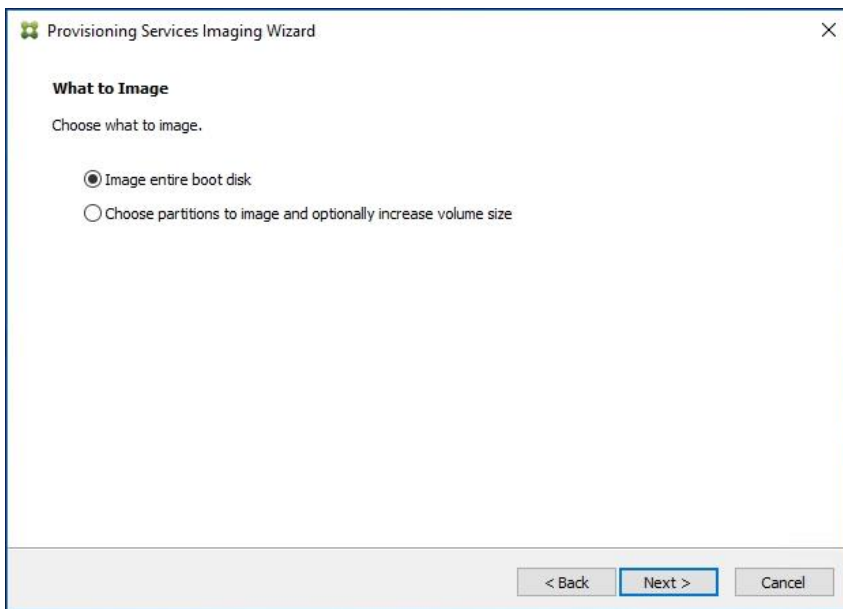 Provisioning Services Imaging Wizard
What to Image
Choose what to image.
Image entire boot disk
Choose partitions to image and optionally increase volume size
< Back Next > Cancel